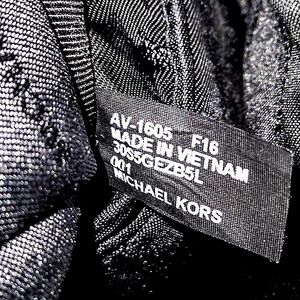 AV-1605 F16
MADE IN VIETNAM
30S5GEZB5L
001
MICHAEL KORS